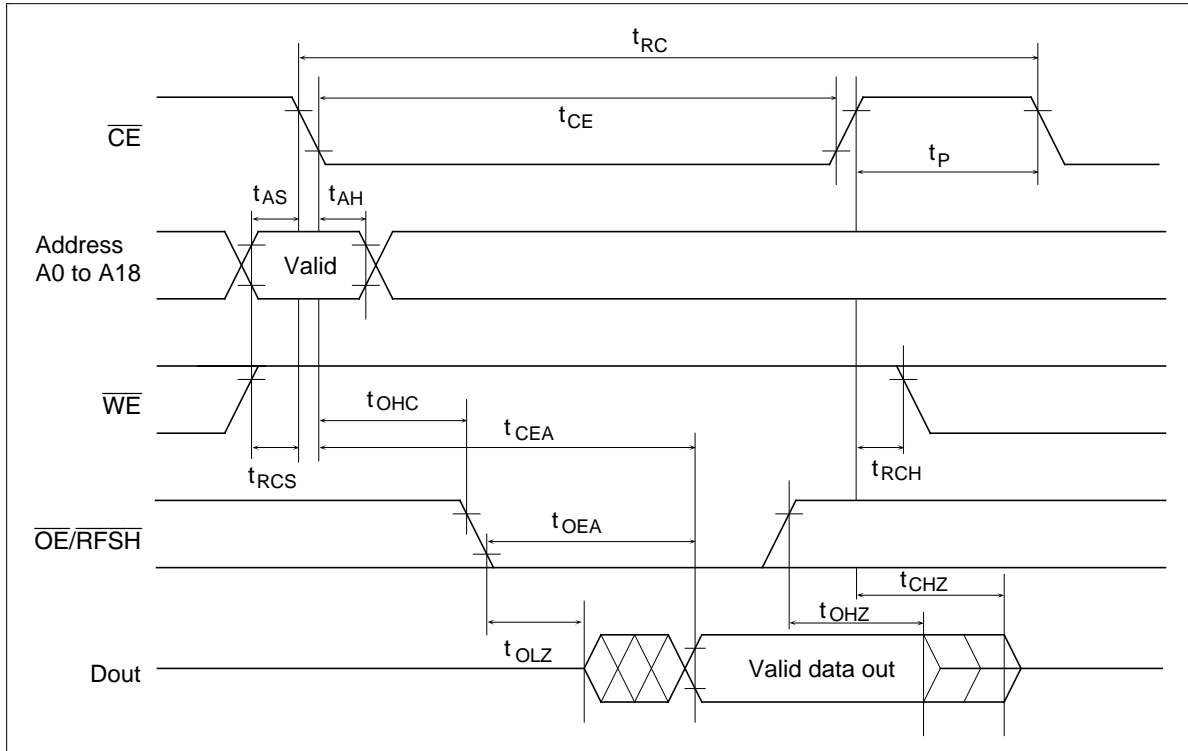 tRC
CE
tCE
tP
tAS
tAH
Address
A0 to A18
Valid
WE
tOHC
tCEA
tRCS
tRCH
OE/RFSH
tOEA
tCHZ
tOHZ
tOLZ
Dout
Valid data out